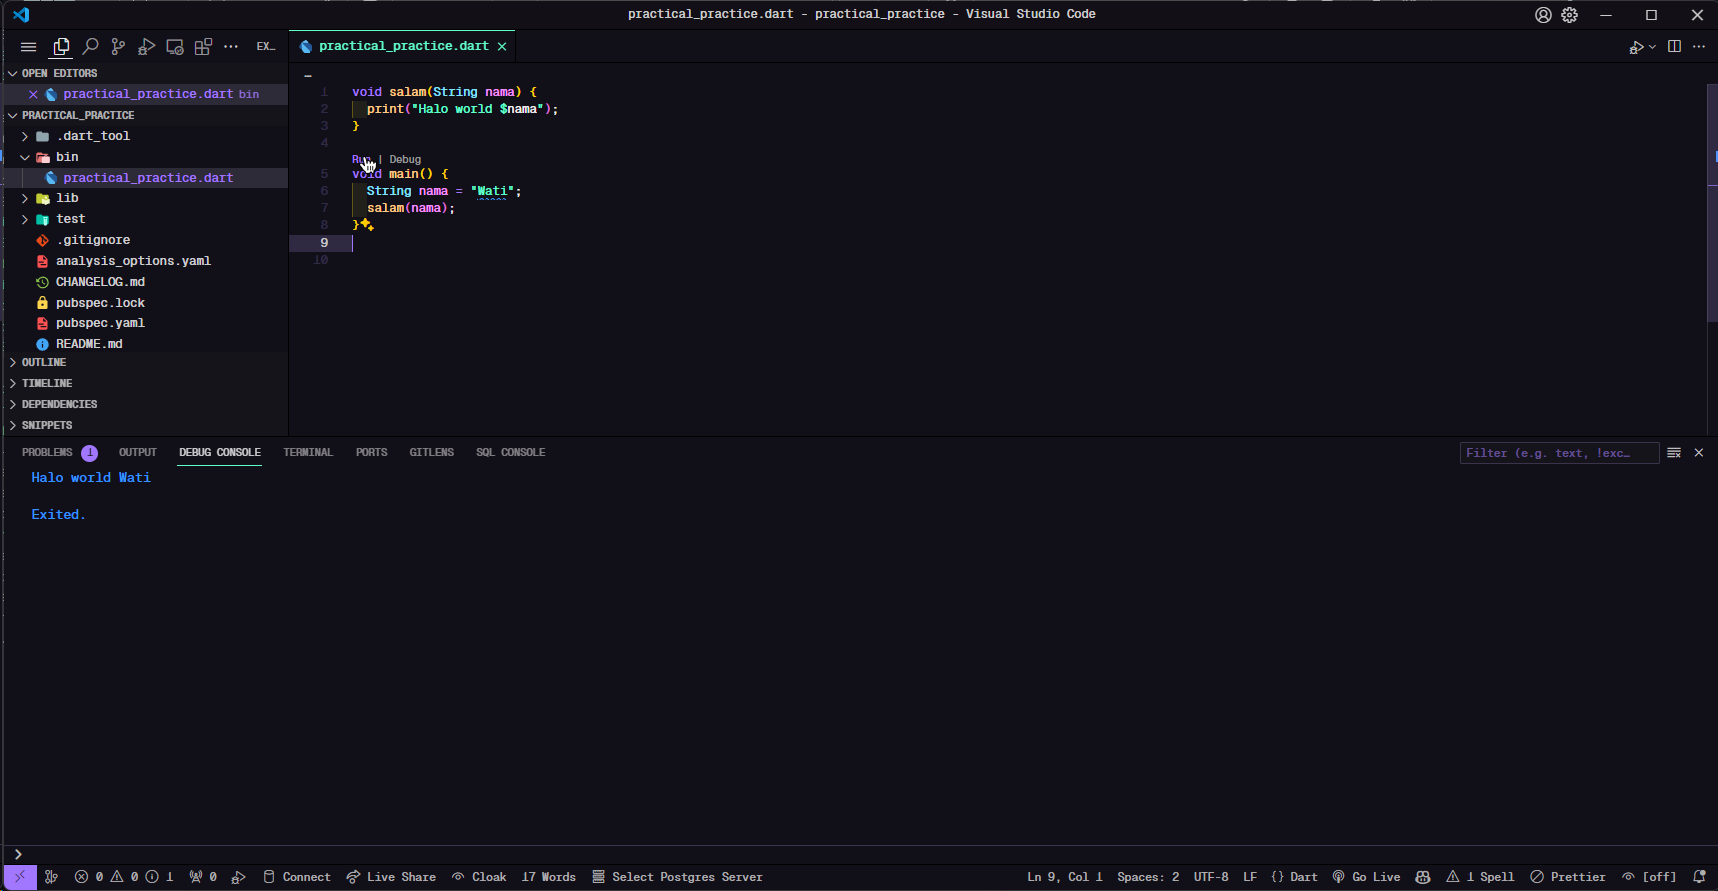 practical_practice.dart - practical_practice - Visual Studio Code
EX…
practical_practice.dart
OPEN EDITORS
practical_practice.dart bin
PRACTICAL_PRACTICE
.dart_tool
bin
practical_practice.dart
lib
test
.gitignore
analysis_options.yaml
CHANGELOG.md
pubspec.lock
pubspec.yaml
README.md
OUTLINE
TIMELINE
DEPENDENCIES
SNIPPETS
1 void salam(String nama) {
2 print("Halo world $nama");
3 }
4
Run | Debug
5 void main() {
6 String nama = "Wati";
7 salam(nama);
8 }
9
10
PROBLEMS 1 OUTPUT DEBUG CONSOLE TERMINAL PORTS GITLENS SQL CONSOLE
Filter (e.g. text, !exc…
Halo world Wati
Exited.
0 0 1 0 Connect Live Share Cloak 17 Words Select Postgres Server
Ln 9, Col 1 Spaces: 2 UTF-8 LF {} Dart Go Live 1 Spell Prettier [off]